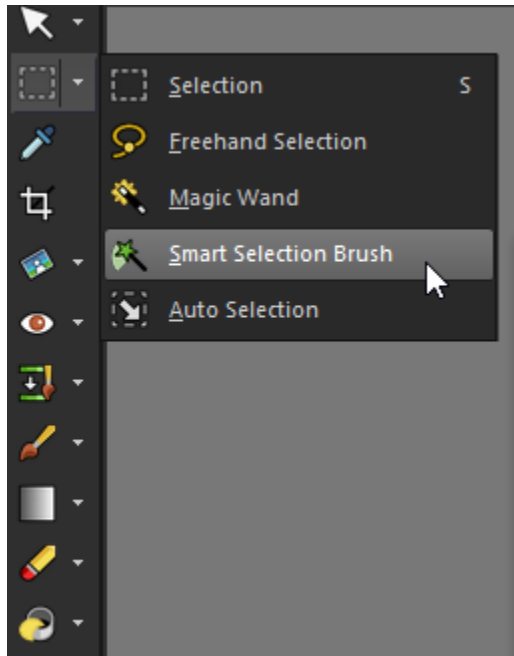 Selection S
Freehand Selection
Magic Wand
Smart Selection Brush
Auto Selection